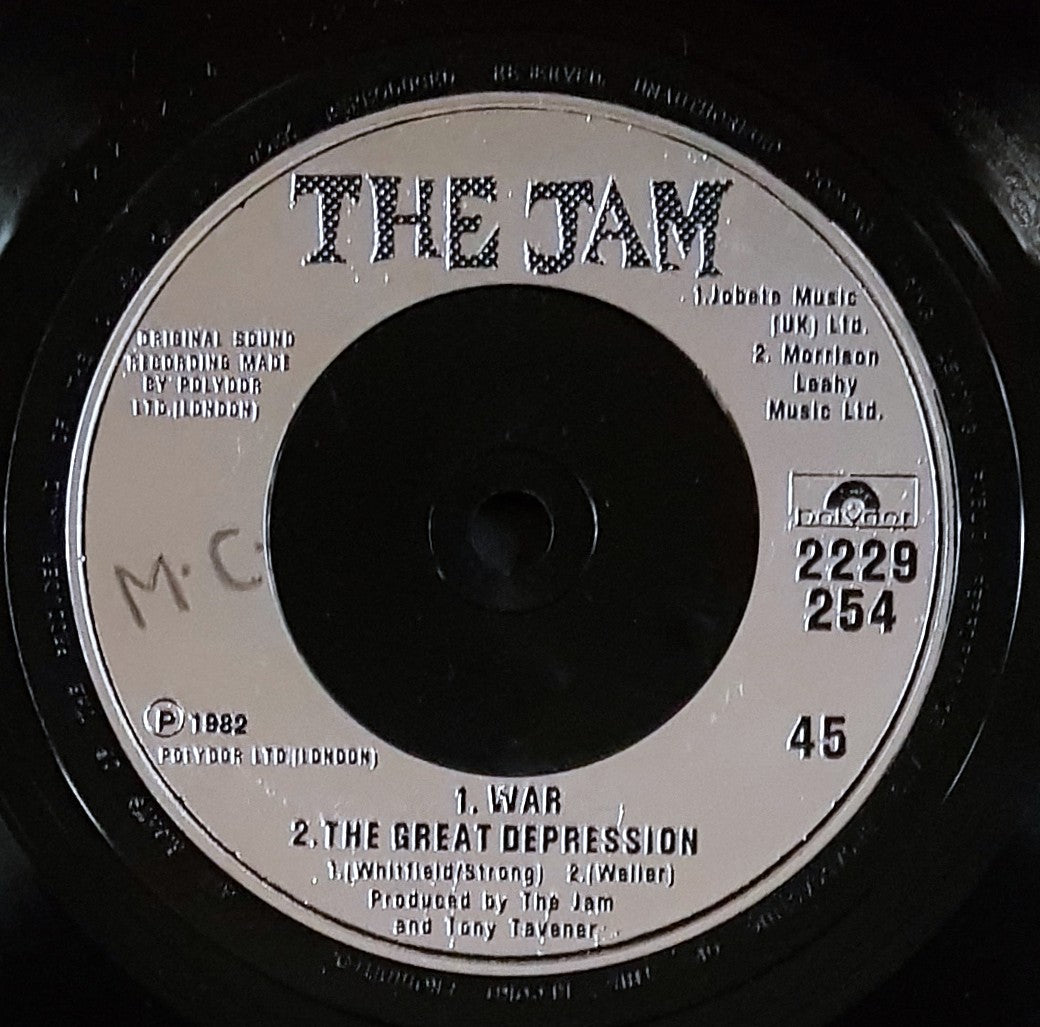 THE JAM
1.Jobete Music
(UK) Ltd.
2. Morrison
Leahy
Music Ltd.
ORIGINAL SOUND
RECORDING MADE
BY POLYDOR
LTD.(LONDON)
polydor
2229
254
M.C.
45
℗ 1982
POLYDOR LTD.(LONDON)
1. WAR
2.THE GREAT DEPRESSION
1.(Whitfield/Strong) 2.(Weller)
Produced by The Jam
and Tony Taverner